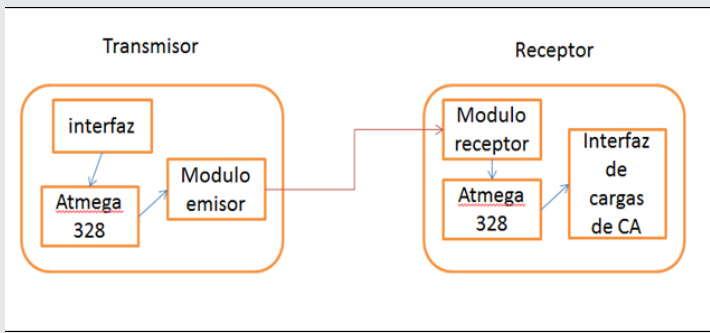 Transmisor
interfaz
Atmega
328
Modulo
emisor
Receptor
Modulo
receptor
Atmega
328
Interfaz
de
cargas
de CA